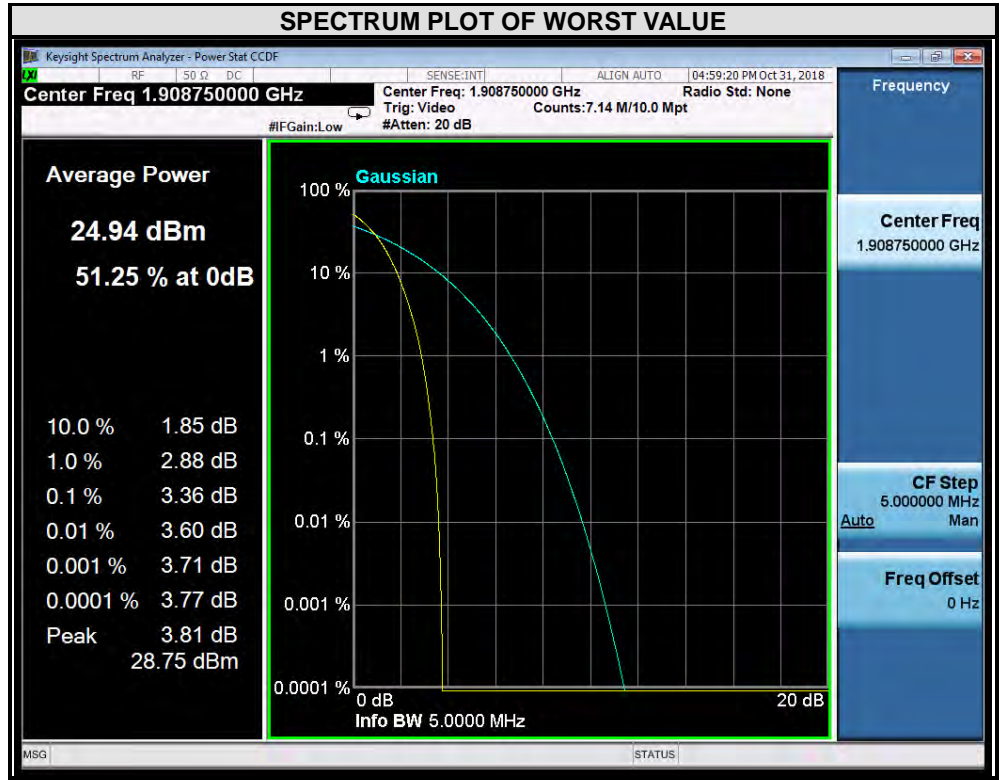 SPECTRUM PLOT OF WORST VALUE
Keysight Spectrum Analyzer - Power Stat CCDF
LXI RF 50 Ω DC SENSE:INT ALIGN AUTO 04:59:20 PM Oct 31, 2018
Center Freq 1.908750000 GHz
Center Freq: 1.908750000 GHz Radio Std: None
Trig: Video Counts:7.14 M/10.0 Mpt
#IFGain:Low #Atten: 20 dB
Frequency
Average Power
24.94 dBm
51.25 % at 0dB
10.0 % 1.85 dB
1.0 % 2.88 dB
0.1 % 3.36 dB
0.01 % 3.60 dB
0.001 % 3.71 dB
0.0001 % 3.77 dB
Peak 3.81 dB
28.75 dBm
Gaussian
100 %
10 %
1 %
0.1 %
0.01 %
0.001 %
0.0001 %
0 dB 20 dB
Info BW 5.0000 MHz
Center Freq
1.908750000 GHz
CF Step
5.000000 MHz
Auto Man
Freq Offset
0 Hz
MSG STATUS